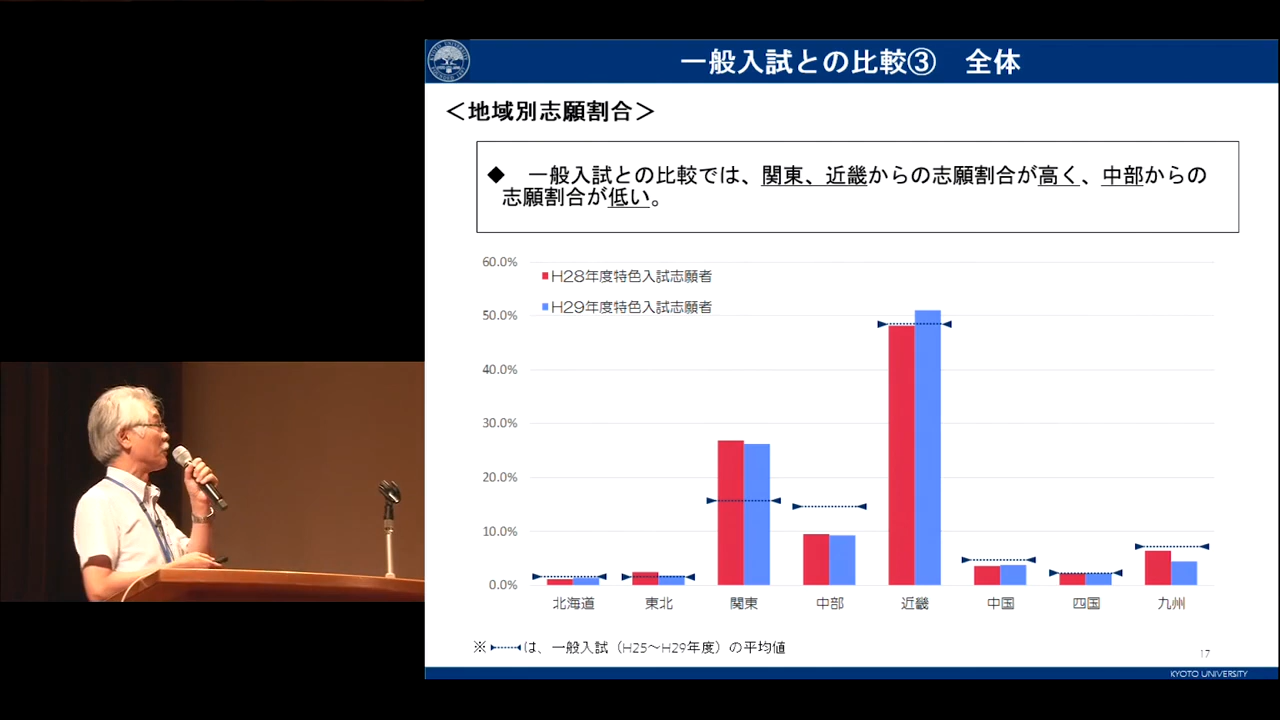 一般入試との比較③　全体
＜地域別志願割合＞
◆　一般入試との比較では、関東、近畿からの志願割合が高く、中部からの
志願割合が低い。
60.0%
50.0%
40.0%
30.0%
20.0%
10.0%
0.0%
H28年度特色入試志願者
H29年度特色入試志願者
北海道
東北
関東
中部
近畿
中国
四国
九州
※は、一般入試（H25～H29年度）の平均値
17
KYOTO UNIVERSITY